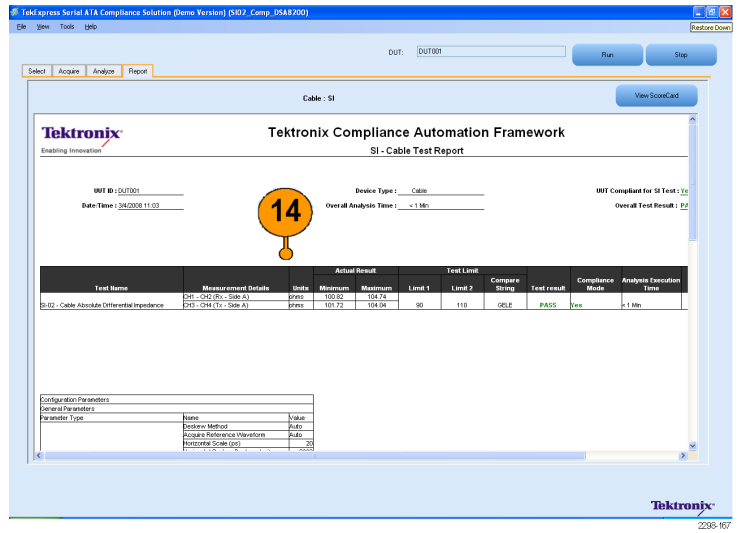 TekExpress Serial ATA Compliance Solution (Demo Version) (SI02_Comp_DSA8200)
File View Tools Help
Restore Down
DUT: DUT001 Run Stop
Select Acquire Analyze Report
Cable : SI View ScoreCard
Tektronix
Enabling Innovation
Tektronix Compliance Automation Framework
SI - Cable Test Report
UUT ID : DUT001 Device Type : Cable UUT Compliant for SI Test : Ye
Date/Time : 3/4/2008 11:03 Overall Analysis Time : < 1 Min Overall Test Result : PA
14
Actual Result Test Limit
Test Name Measurement Details Units Minimum Maximum Limit 1 Limit 2 Compare String Test result Compliance Mode Analysis Execution Time
CH1 - CH2 (Rx - Side A) ohms 100.82 104.74
SI-02 - Cable Absolute Differential Impedance CH3 - CH4 (Tx - Side A) ohms 101.72 104.04 90 110 GELE PASS Yes < 1 Min
Configuration Parameters
General Parameters
Parameter Type Name Value
Deskew Method Auto
Acquire Reference Waveform Auto
Horizontal Scale (ps) 20
Tektronix
2298-167